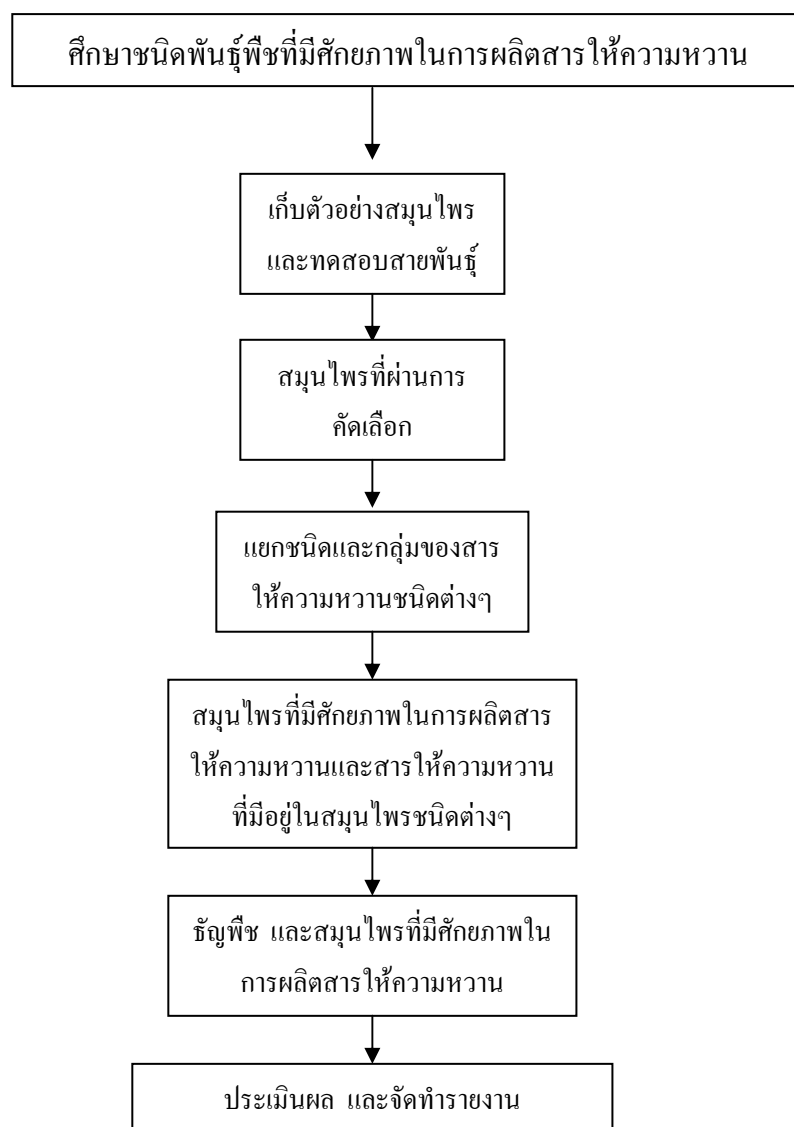 ศึกษาชนิดพันธุ์พืชที่มีศักยภาพในการผลิตสารให้ความหวาน
เก็บตัวอย่างสมุนไพร
และทดสอบสายพันธุ์
สมุนไพรที่ผ่านการ
คัดเลือก
แยกชนิดและกลุ่มของสาร
ให้ความหวานชนิดต่างๆ
สมุนไพรที่มีศักยภาพในการผลิตสาร
ให้ความหวานและสารให้ความหวาน
ที่มีอยู่ในสมุนไพรชนิดต่างๆ
ธัญพืช และสมุนไพรที่มีศักยภาพใน
การผลิตสารให้ความหวาน
ประเมินผล และจัดทำรายงาน